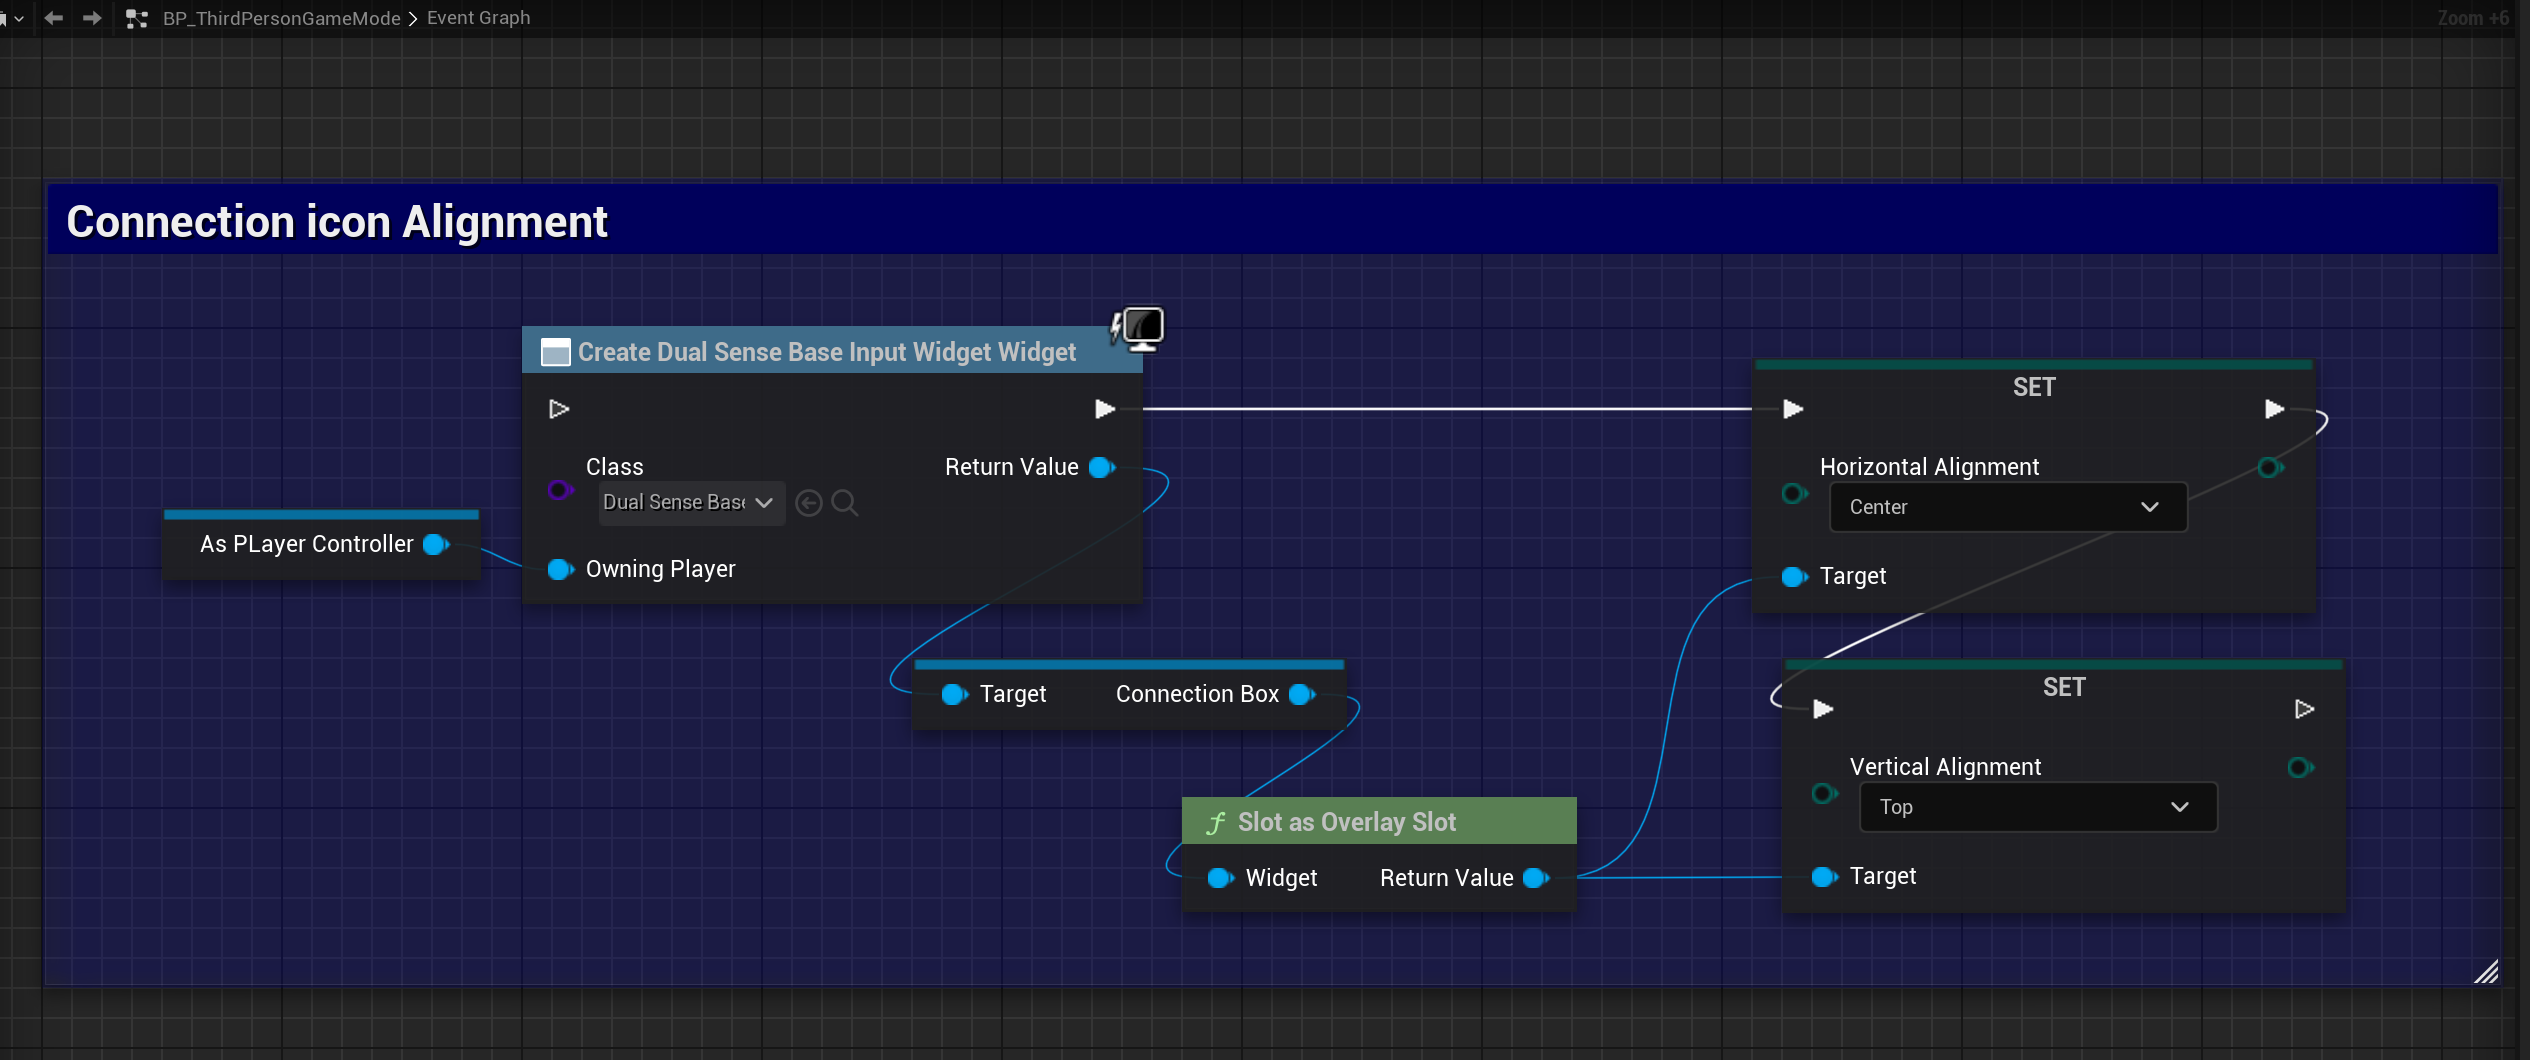 BP_ThirdPersonGameMode > Event Graph
Zoom +6
Connection icon Alignment
Create Dual Sense Base Input Widget Widget
Class
Return Value
Dual Sense Base
Owning Player
As PLayer Controller
Target
Connection Box
Slot as Overlay Slot
Widget
Return Value
SET
Horizontal Alignment
Center
Target
SET
Vertical Alignment
Top
Target